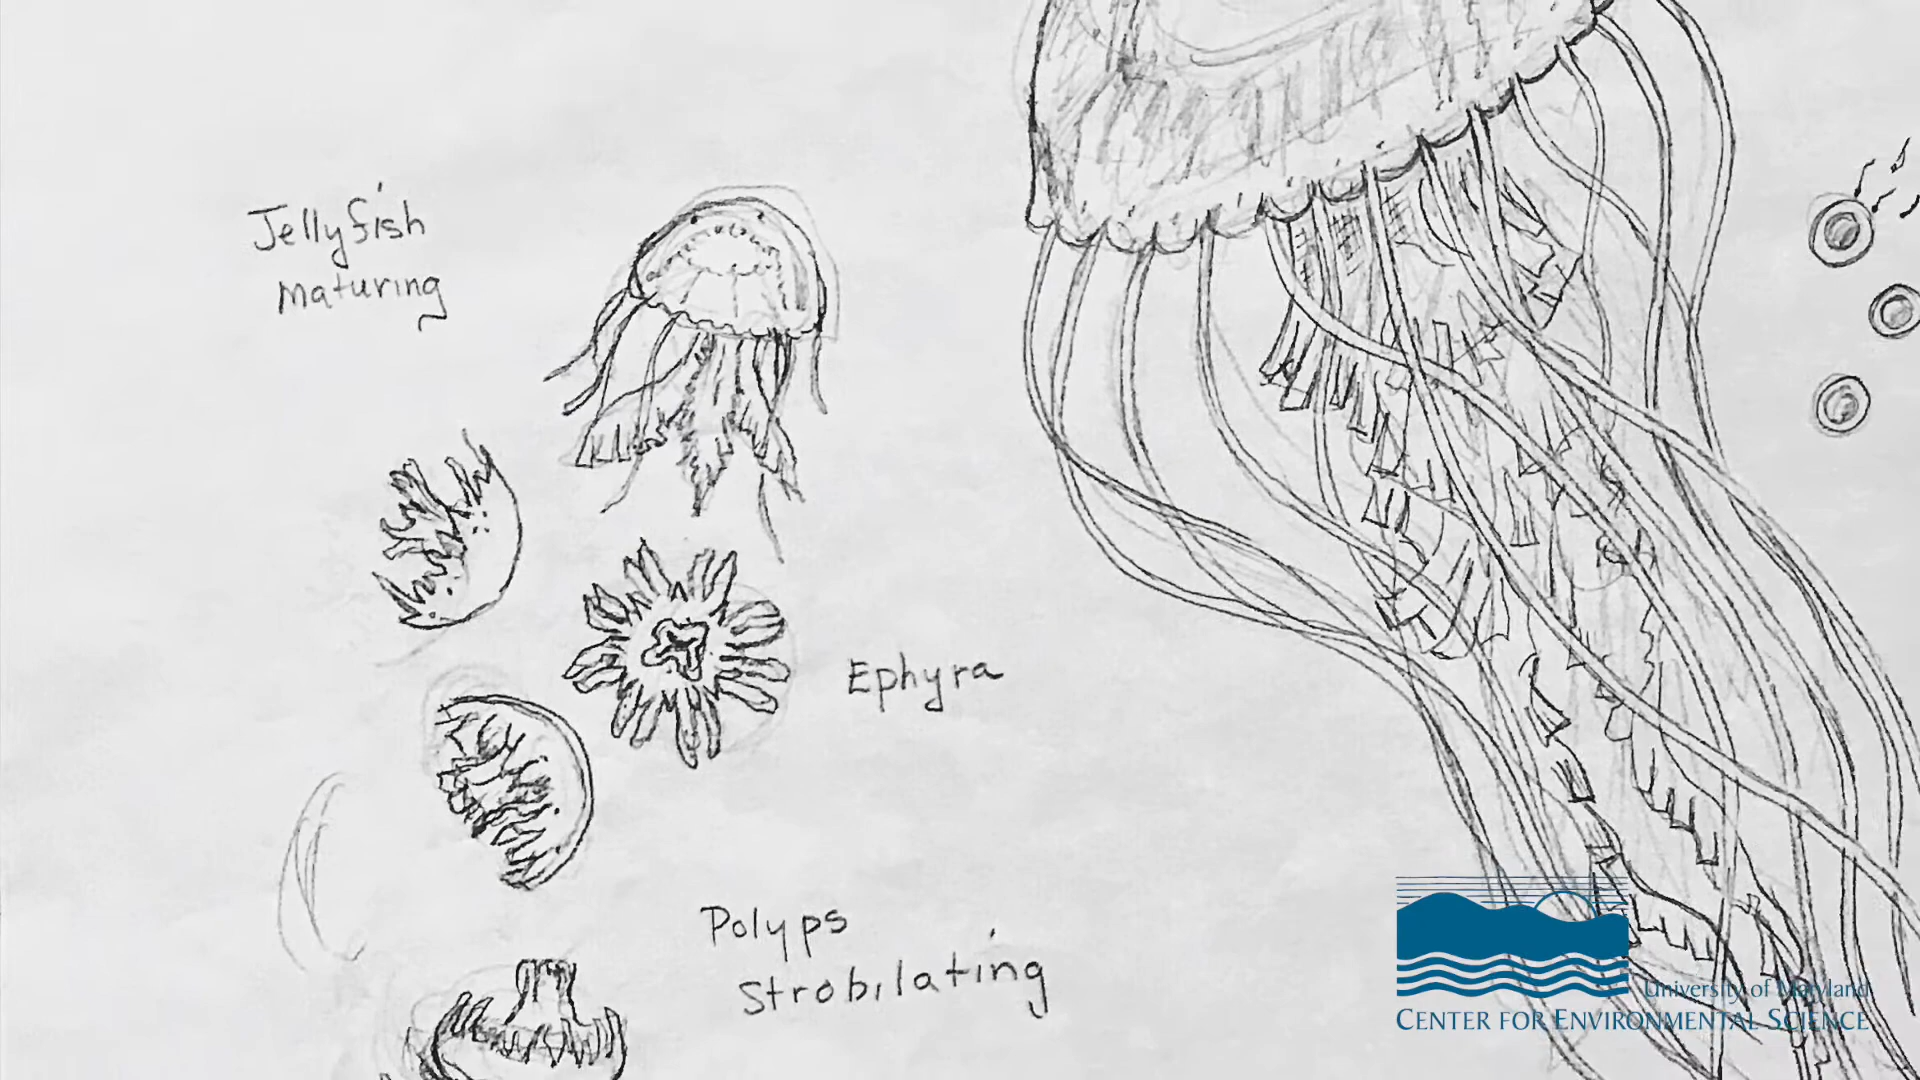 Jellyfish
maturing
Ephyra
Polyps
Strobilating
University of Maryland
CENTER FOR ENVIRONMENTAL SCIENCE